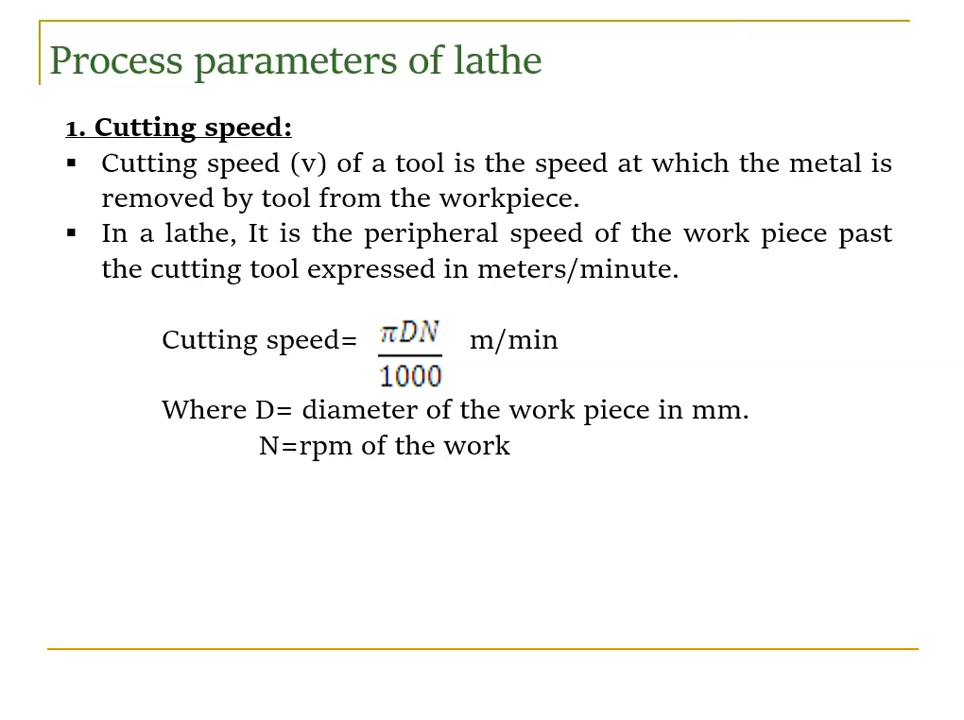 Process parameters of lathe
1. Cutting speed:
▪ Cutting speed (v) of a tool is the speed at which the metal is
removed by tool from the workpiece.
▪ In a lathe, It is the peripheral speed of the work piece past
the cutting tool expressed in meters/minute.
Cutting speed= πDN/1000 m/min
Where D= diameter of the work piece in mm.
N=rpm of the work